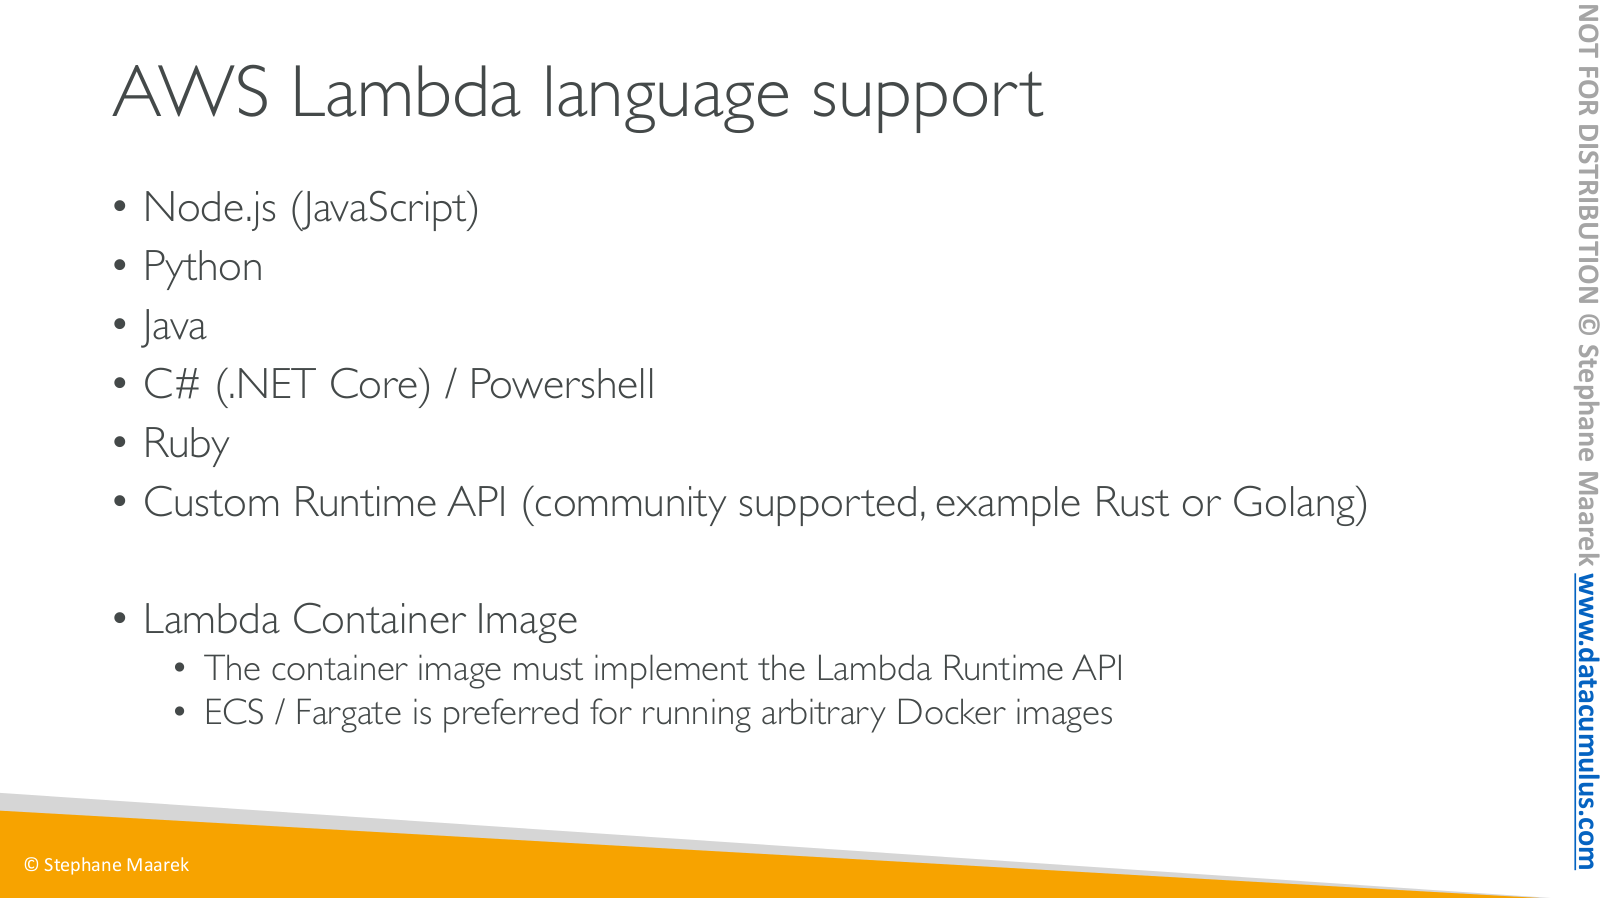 AWS Lambda language support
• Node.js (JavaScript)
• Python
• Java
• C# (.NET Core) / Powershell
• Ruby
• Custom Runtime API (community supported, example Rust or Golang)
• Lambda Container Image
• The container image must implement the Lambda Runtime API
• ECS / Fargate is preferred for running arbitrary Docker images
© Stephane Maarek
NOT FOR DISTRIBUTION © Stephane Maarek www.datacumulus.com